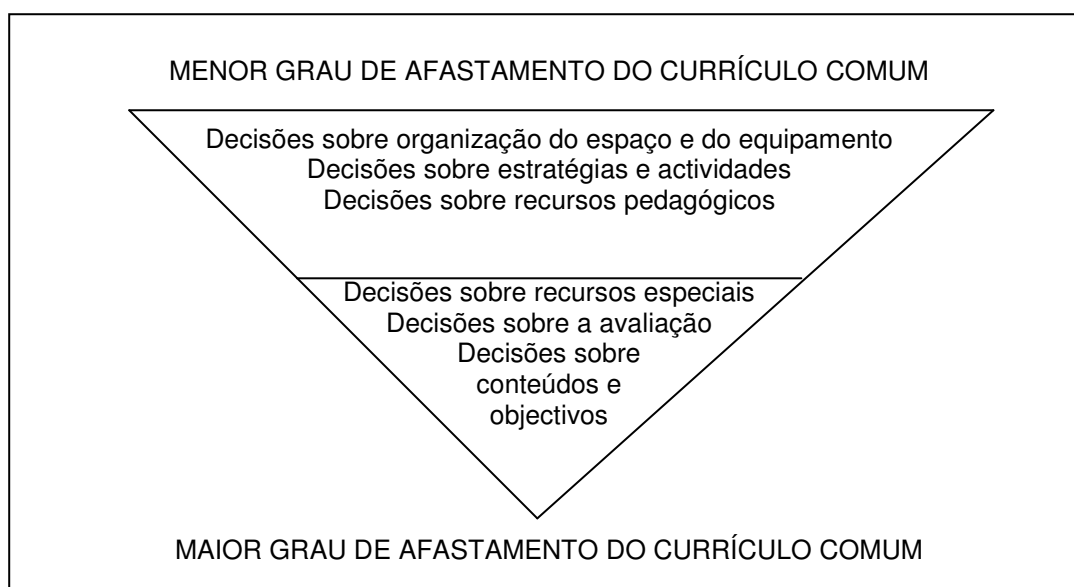 MENOR GRAU DE AFASTAMENTO DO CURRÍCULO COMUM
Decisões sobre organização do espaço e do equipamento
Decisões sobre estratégias e actividades
Decisões sobre recursos pedagógicos
Decisões sobre recursos especiais
Decisões sobre a avaliação
Decisões sobre
conteúdos e
objectivos
MAIOR GRAU DE AFASTAMENTO DO CURRÍCULO COMUM